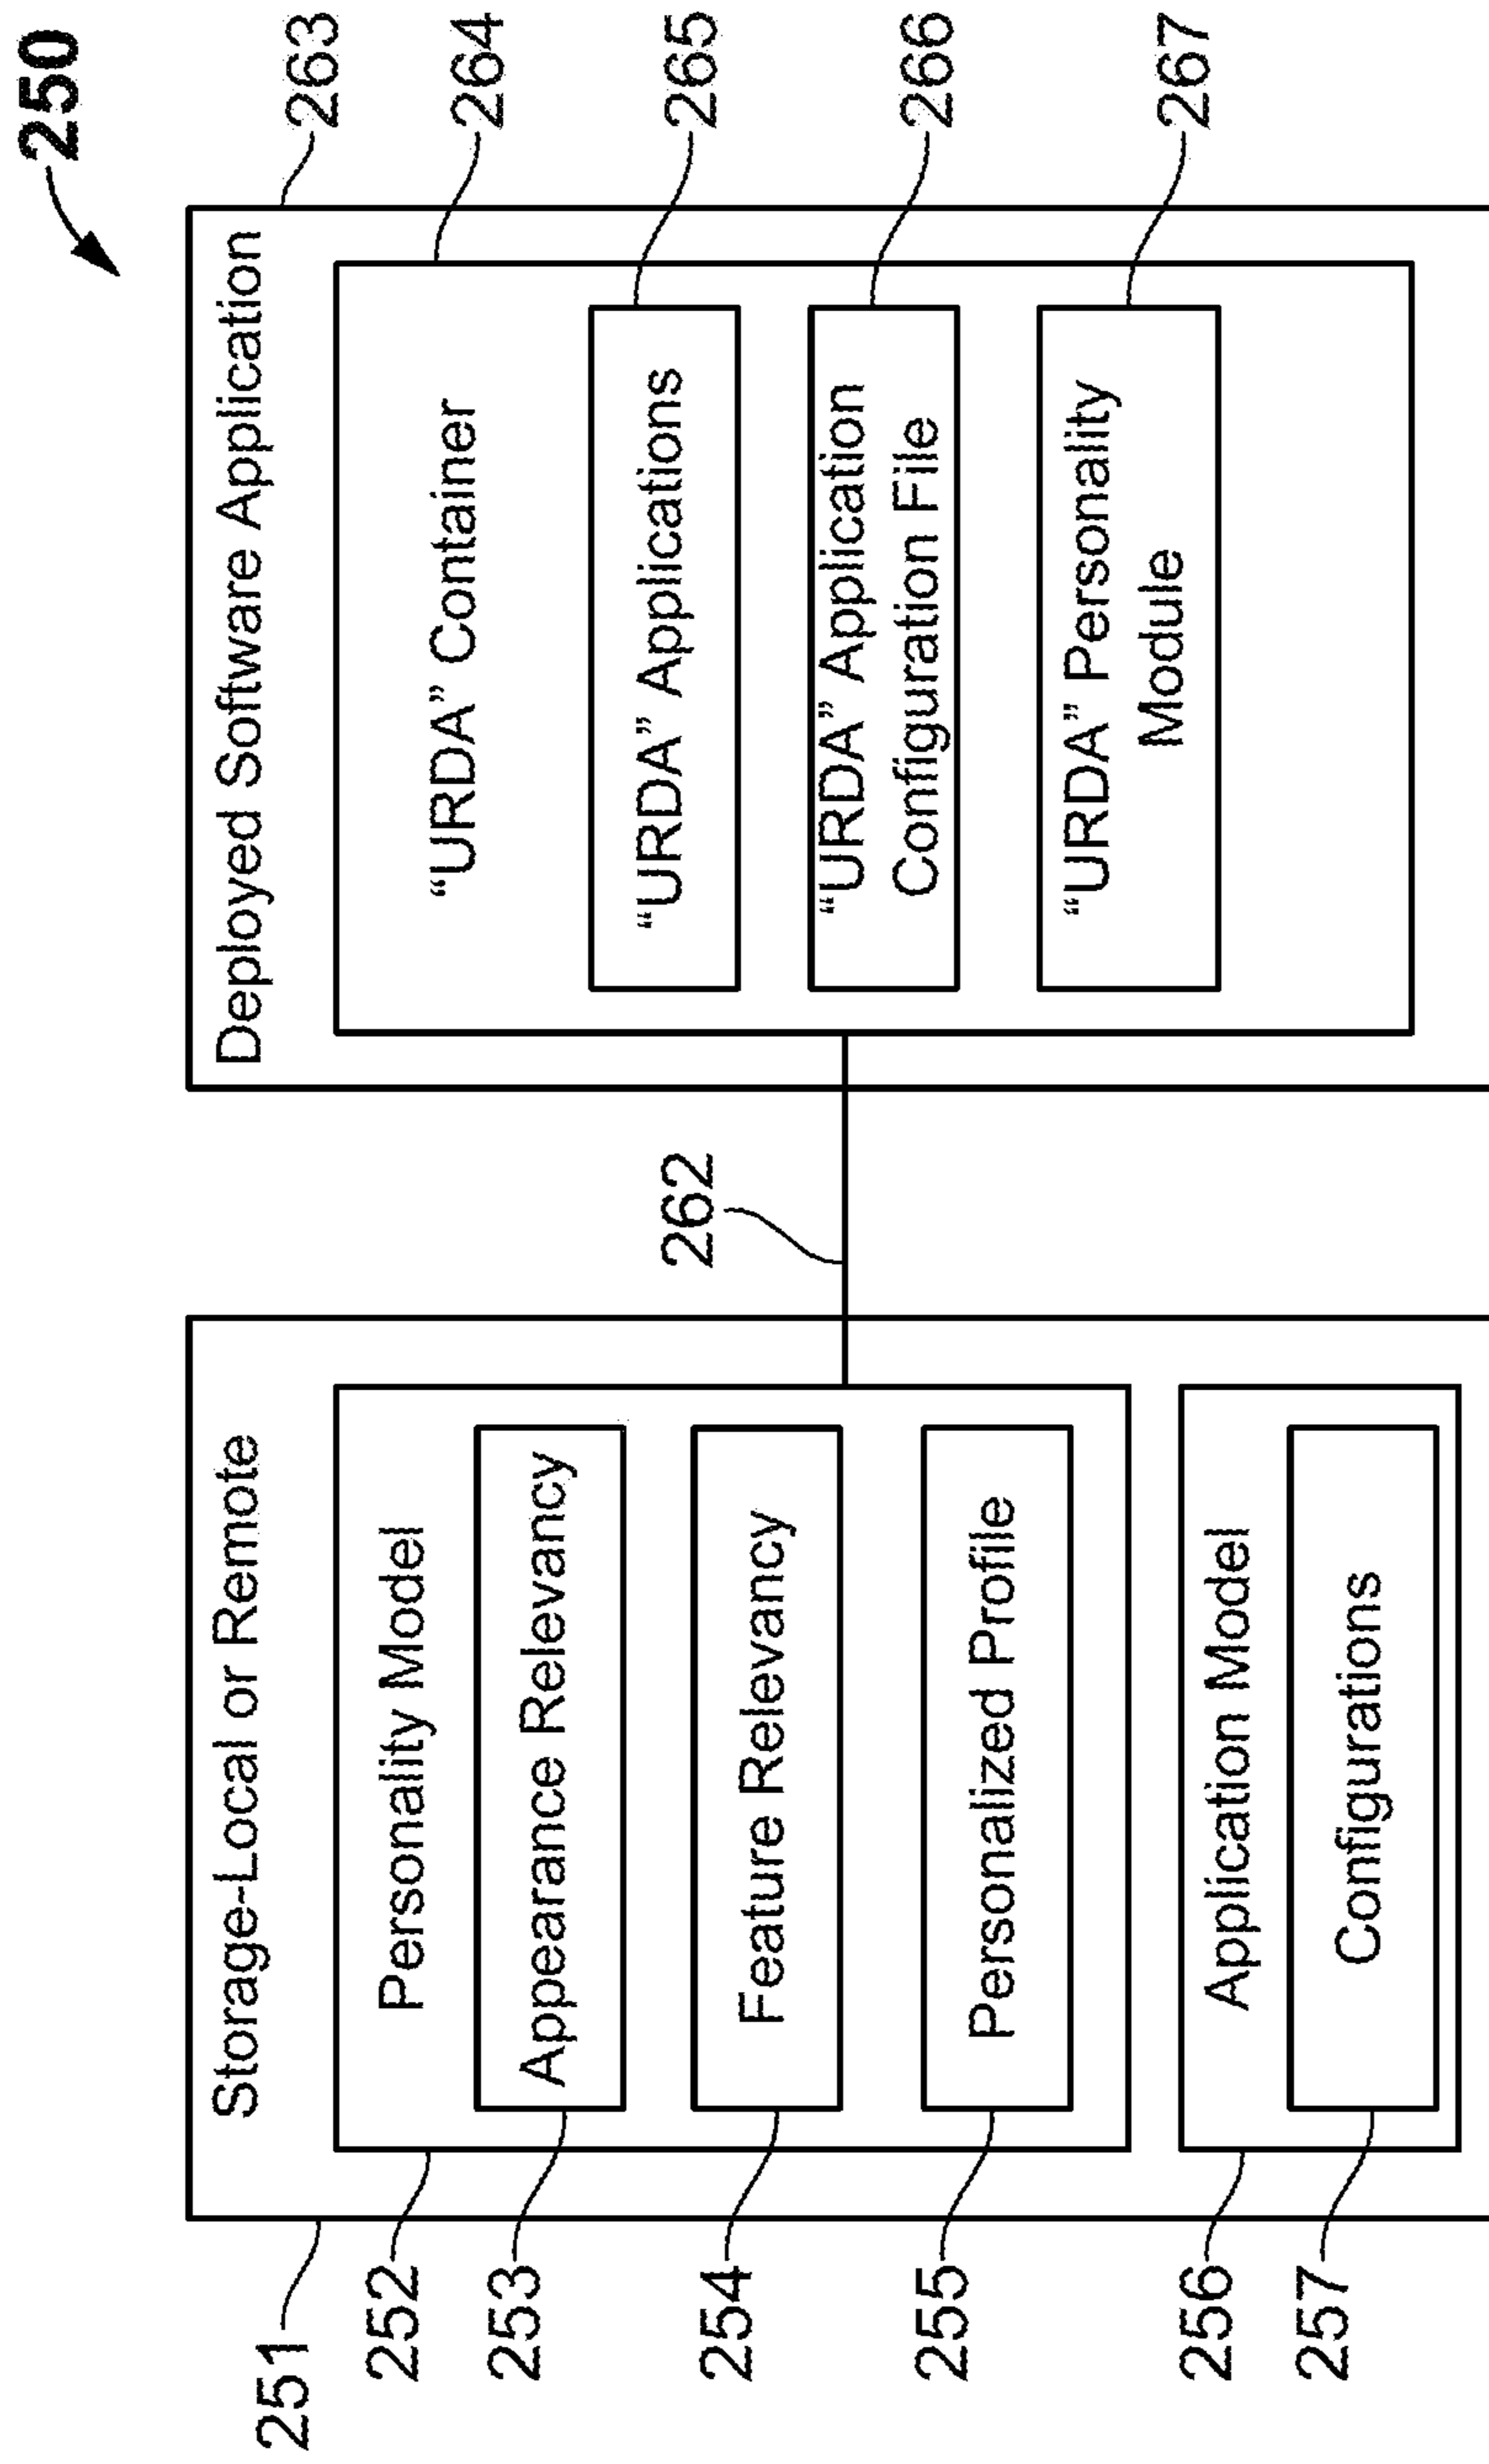 250
Storage-Local or Remote
251
Personality Model
252
Appearance Relevancy
253
Feature Relevancy
254
Personalized Profile
255
Application Model
256
Configurations
257
262
Deployed Software Application
263
“URDA” Container
264
“URDA” Applications
265
“URDA” Application
Configuration File
266
“URDA” Personality
Module
267